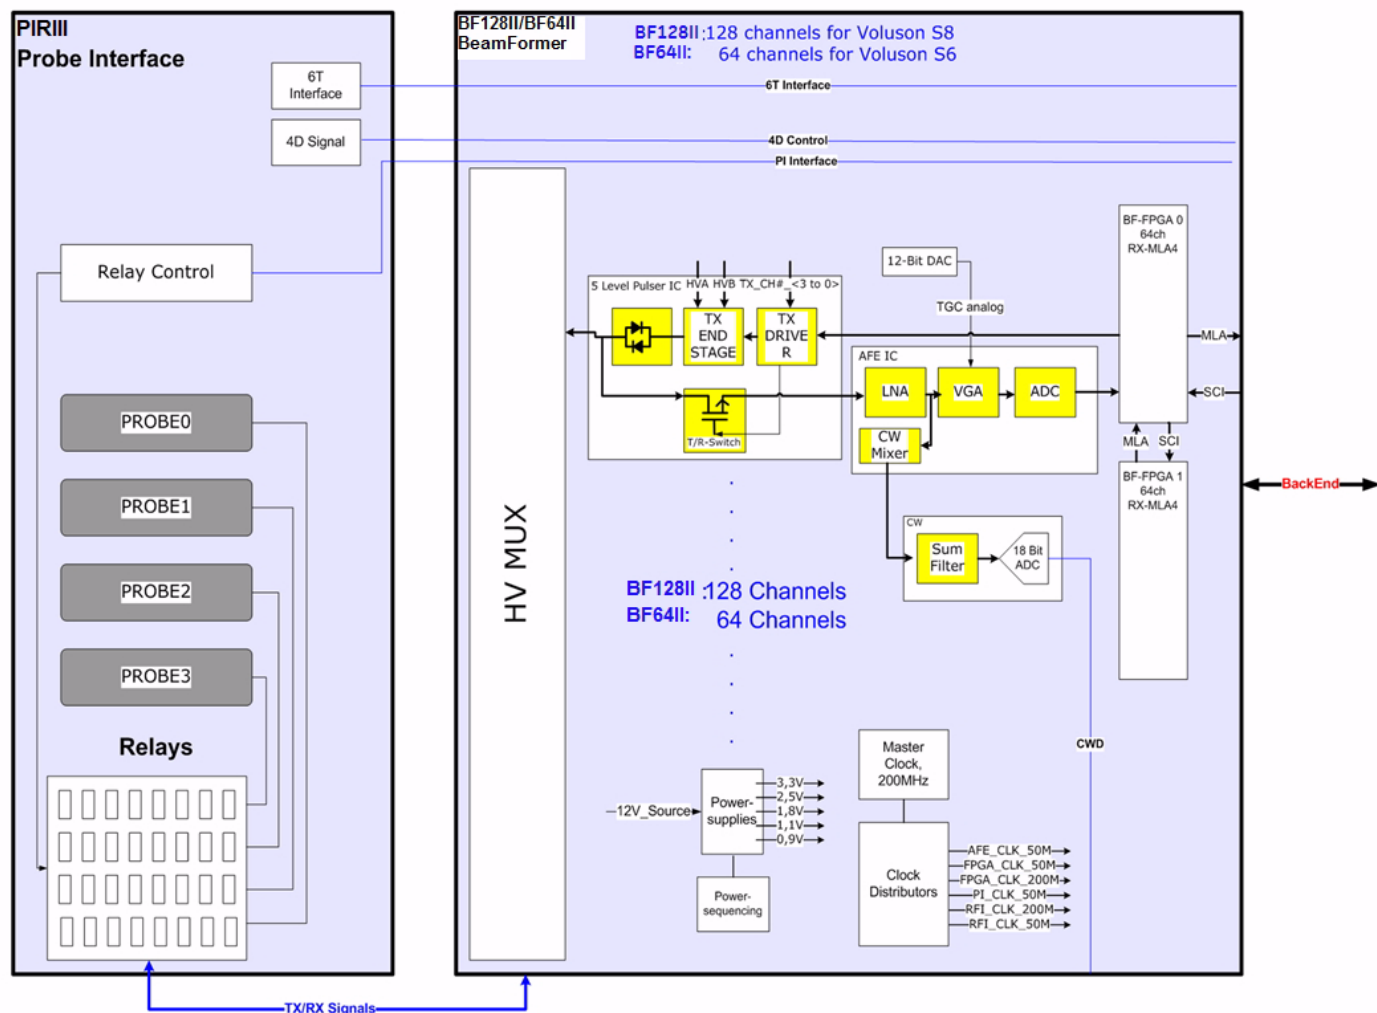 PIRIII
Probe Interface
6T
Interface
4D Signal
Relay Control
PROBE0
PROBE1
PROBE2
PROBE3
Relays
TX/RX Signals
BF128II/BF64II
BeamFormer
BF128II :128 channels for Voluson S8
BF64II: 64 channels for Voluson S6
6T Interface
4D Control
PI Interface
HV MUX
5 Level Pulser IC HVA HVB TX_CH#_<3 to 0>
TX
END
STAGE
TX
DRIVE
R
T/R-Switch
12-Bit DAC
TGC analog
AFE IC
LNA
VGA
ADC
CW
Mixer
CW
Sum
Filter
18 Bit
ADC
BF-FPGA 0
64ch
RX-MLA4
MLA
SCI
MLA
SCI
BF-FPGA 1
64ch
RX-MLA4
BackEnd
BF128II :128 Channels
BF64II: 64 Channels
CWD
12V_Source
Power-
supplies
3,3V
2,5V
1,8V
1,1V
0,9V
Power-
sequencing
Master
Clock,
200MHz
Clock
Distributors
AFE_CLK_50M
FPGA_CLK_50M
FPGA_CLK_200M
PI_CLK_50M
RFI_CLK_200M
RFI_CLK_50M